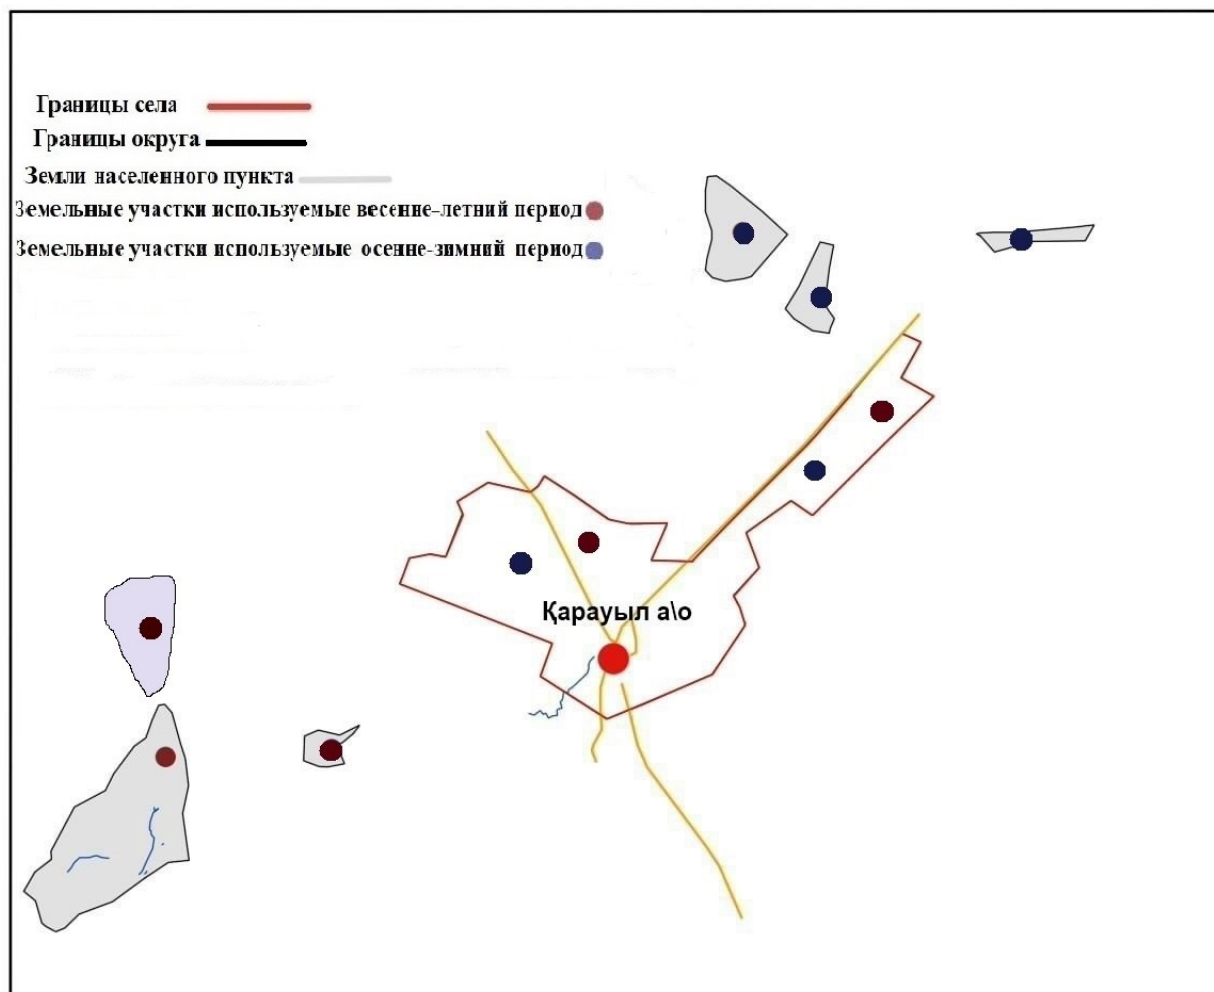 Границы села
Границы округа
Земли населенного пункта
Земельные участки используемые весенне-летний период
Земельные участки используемые осенне-зимний период
Қарауыл а\о